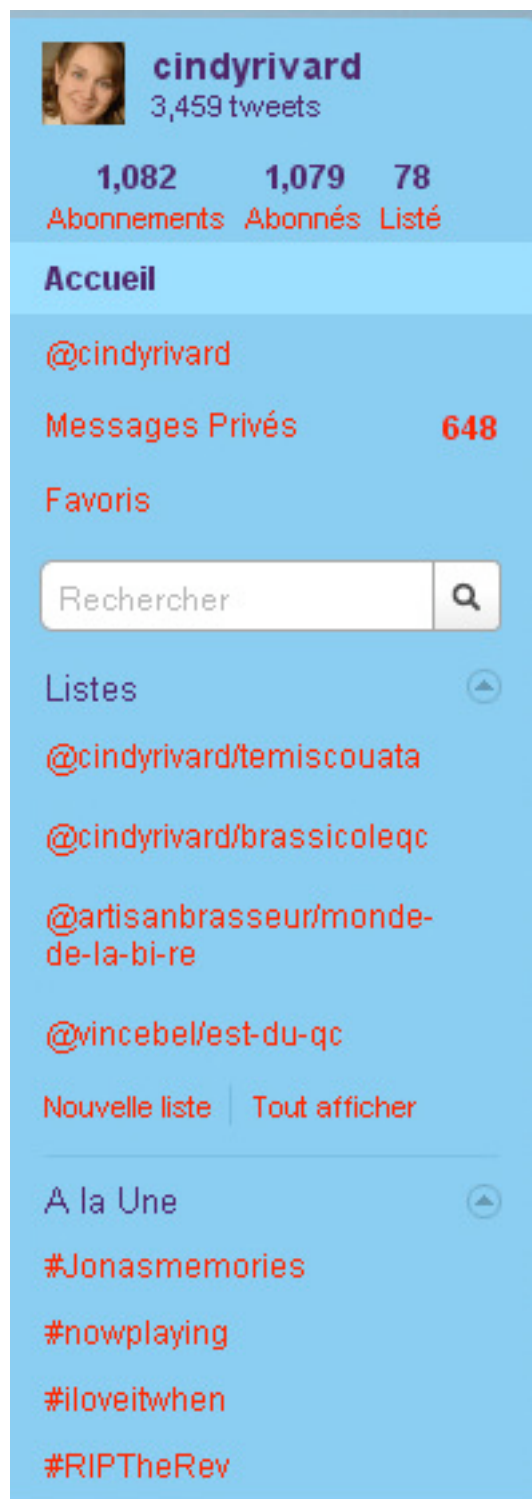 cindyrivard
3,459 tweets
1,082 1,079 78
Abonnements Abonnés Listé
Accueil
@cindyrivard
Messages Privés 648
Favoris
Rechercher
Listes
@cindyrivard/temiscouata
@cindyrivard/brassicoleqc
@artisanbrasseur/monde-
de-la-bi-re
@vincebel/est-du-qc
Nouvelle liste Tout afficher
A la Une
#Jonasmemories
#nowplaying
#iloveitwhen
#RIPTheRev